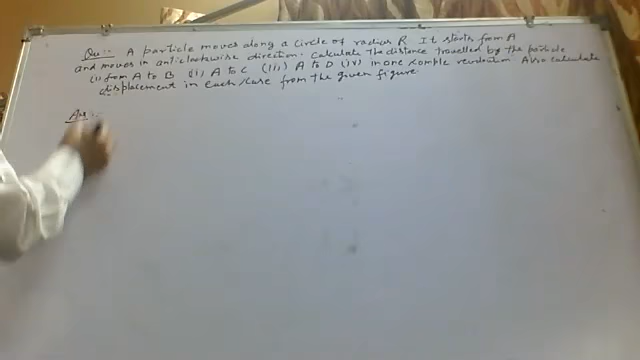 Qu :- A particle moves along a circle of radius R It starts from A
and moves in anticlockwise direction. Calculate the distance travelled by the particle
(i) from A to B (ii) A to C (iii) A to D (iv) in one complete revolution. Also calculate
displacement in each case from the given figure.
Ans :-